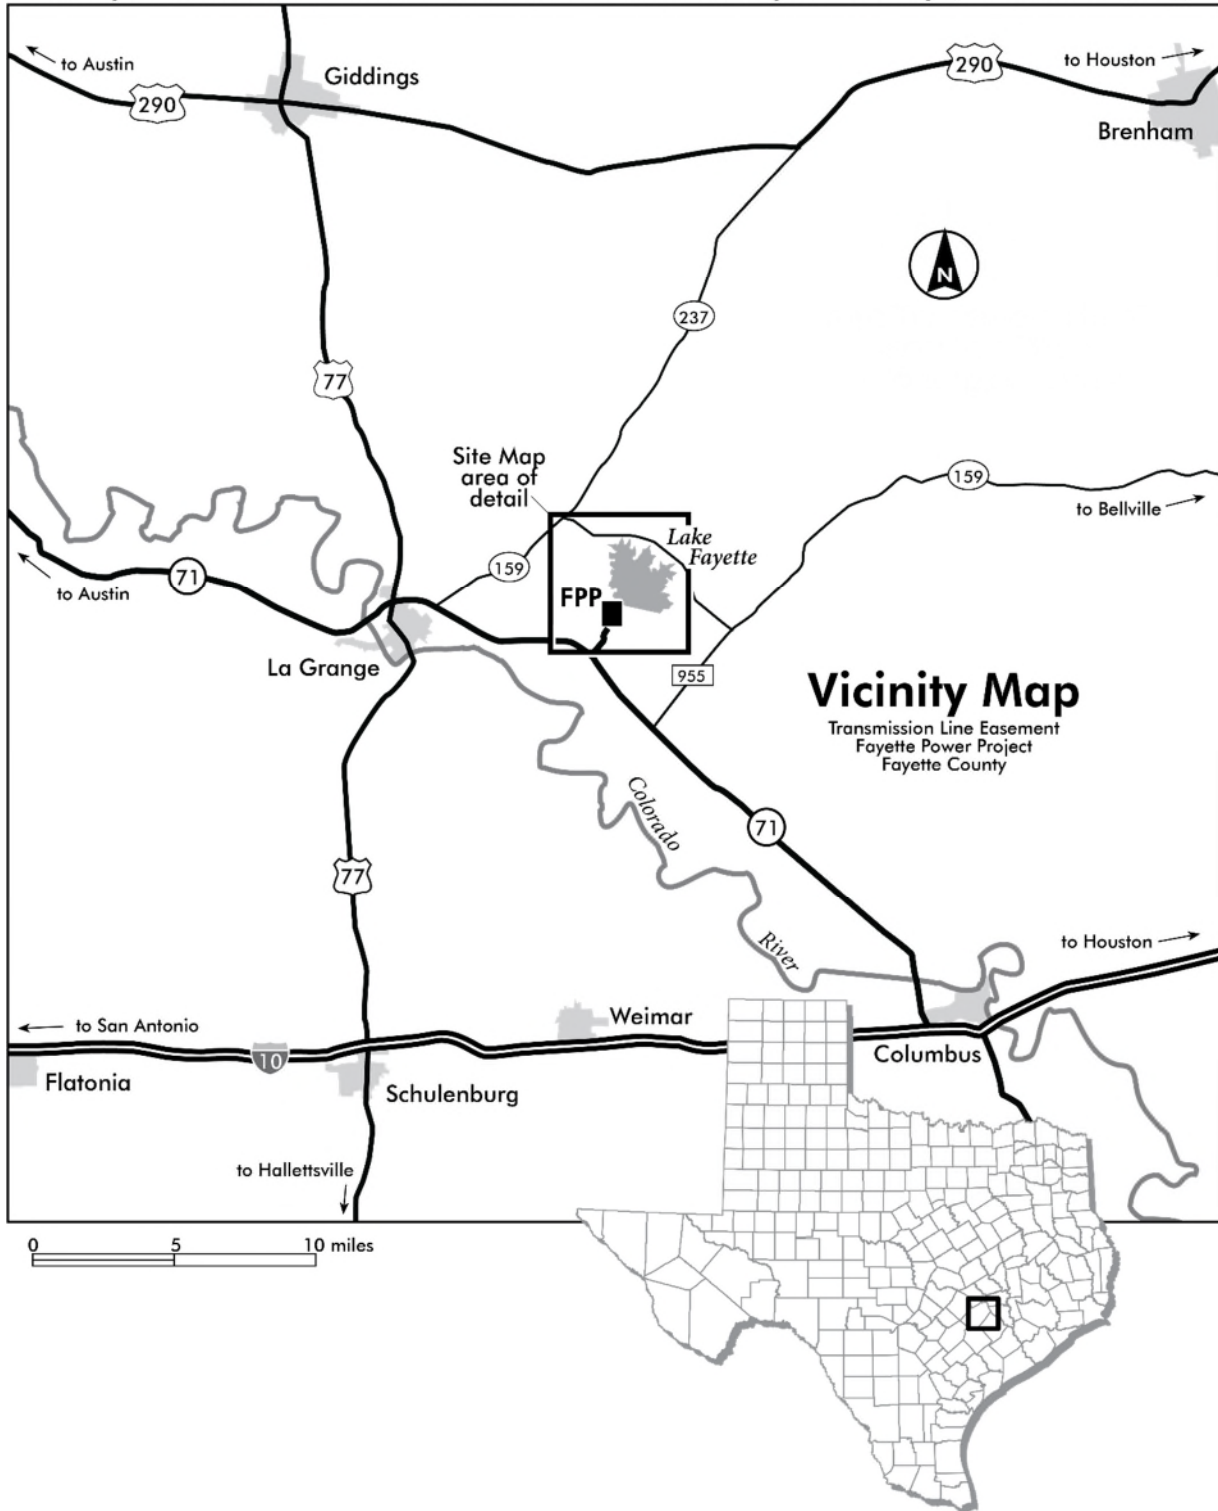 to Austin
Giddings
290
290
to Houston
Brenham
N
237
77
Site Map
area of
detail
159
to Bellville
Lake
Fayette
159
71
to Austin
FPP
La Grange
955
Vicinity Map
Transmission Line Easement
Fayette Power Project
Fayette County
Colorado
River
71
77
to Houston
to San Antonio
Weimar
10
Columbus
Flatonia
Schulenburg
to Hallettsville
0 5 10 miles